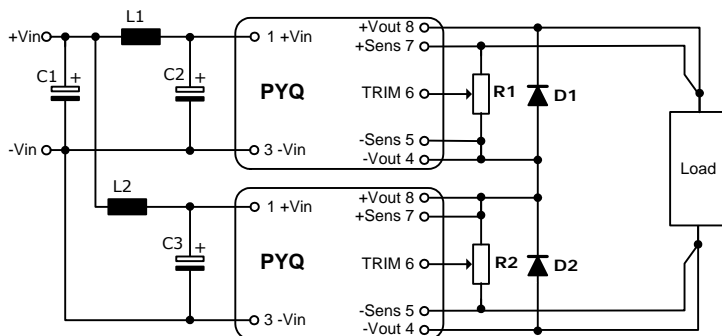 L1
+Vin
C1
+
C2
+
-Vin
1 +Vin
PYQ
3 -Vin
+Vout 8
+Sens 7
TRIM 6
-Sens 5
-Vout 4
R1
D1
Load
L2
C3
+
1 +Vin
PYQ
3 -Vin
+Vout 8
+Sens 7
TRIM 6
-Sens 5
-Vout 4
R2
D2